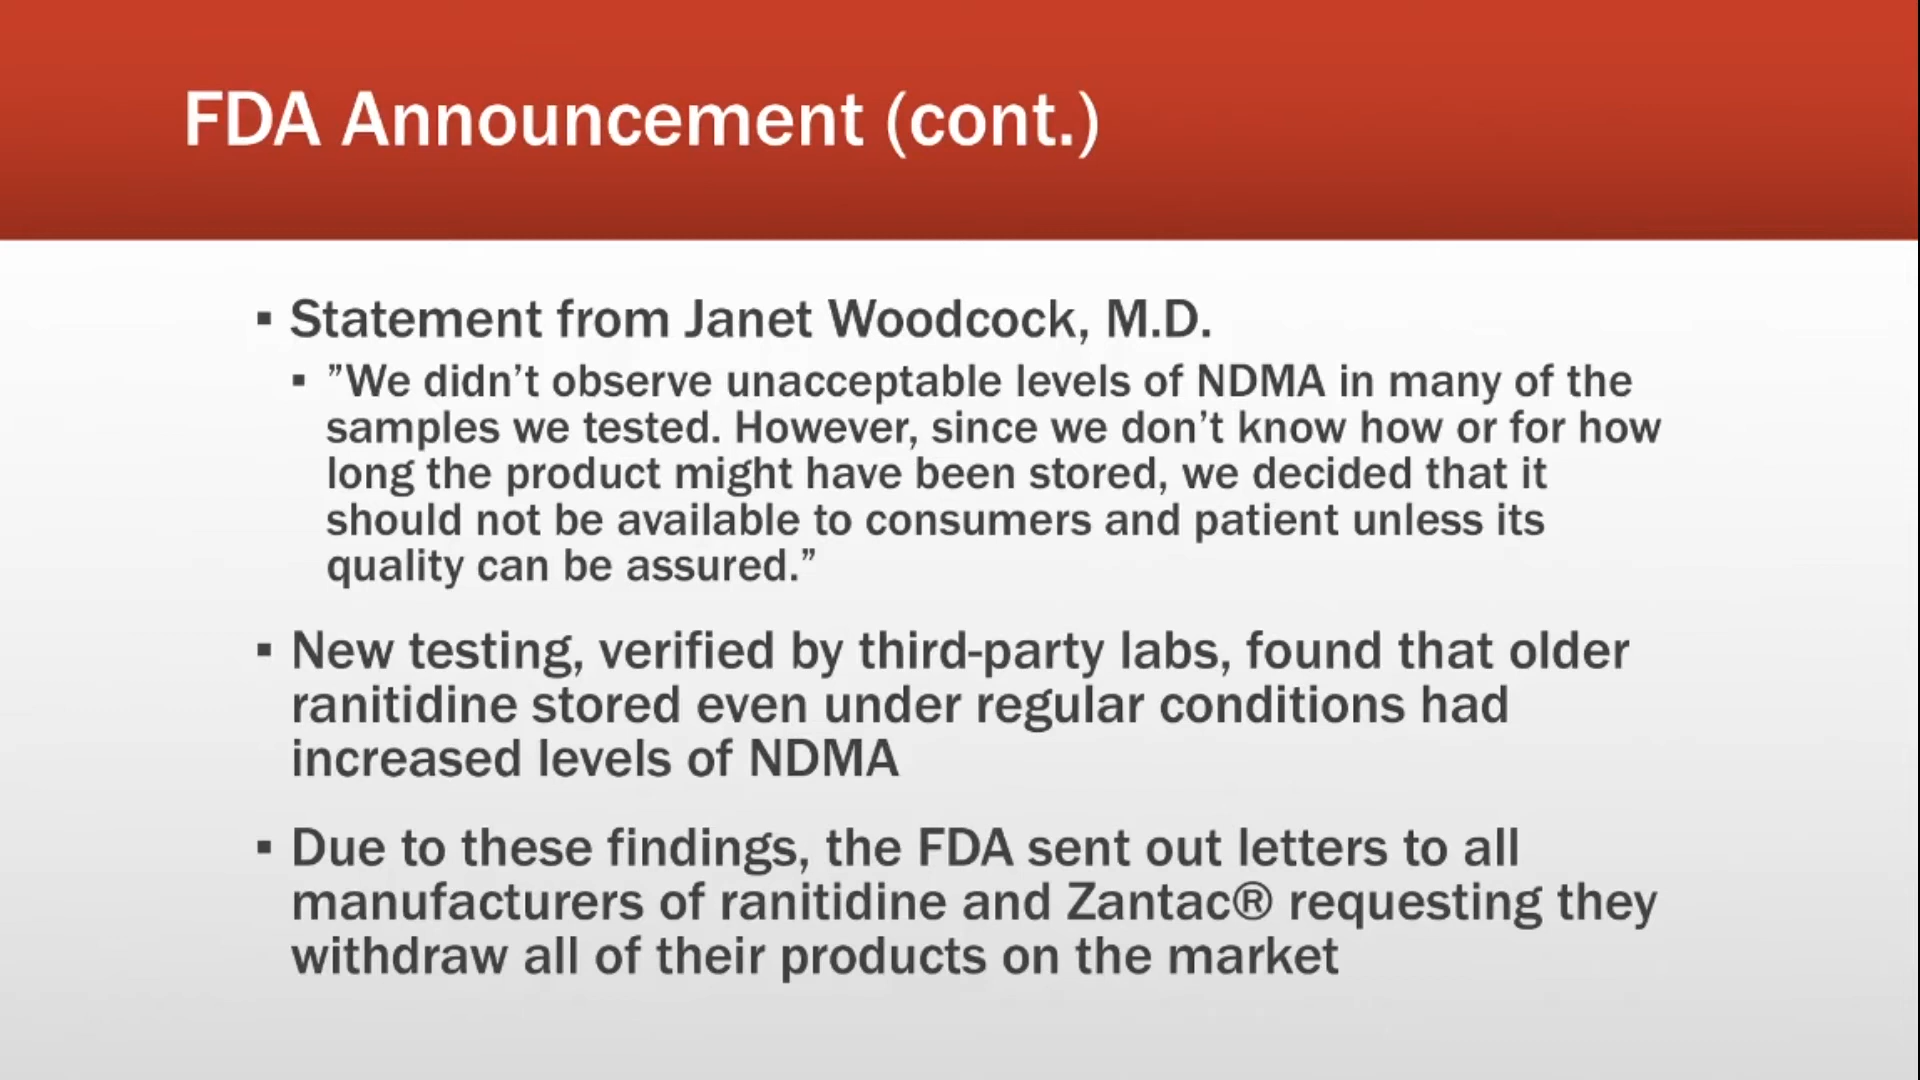 FDA Announcement (cont.)
▪ Statement from Janet Woodcock, M.D.
▪ ”We didn’t observe unacceptable levels of NDMA in many of the
samples we tested. However, since we don’t know how or for how
long the product might have been stored, we decided that it
should not be available to consumers and patient unless its
quality can be assured.”
▪ New testing, verified by third-party labs, found that older
ranitidine stored even under regular conditions had
increased levels of NDMA
▪ Due to these findings, the FDA sent out letters to all
manufacturers of ranitidine and Zantac® requesting they
withdraw all of their products on the market